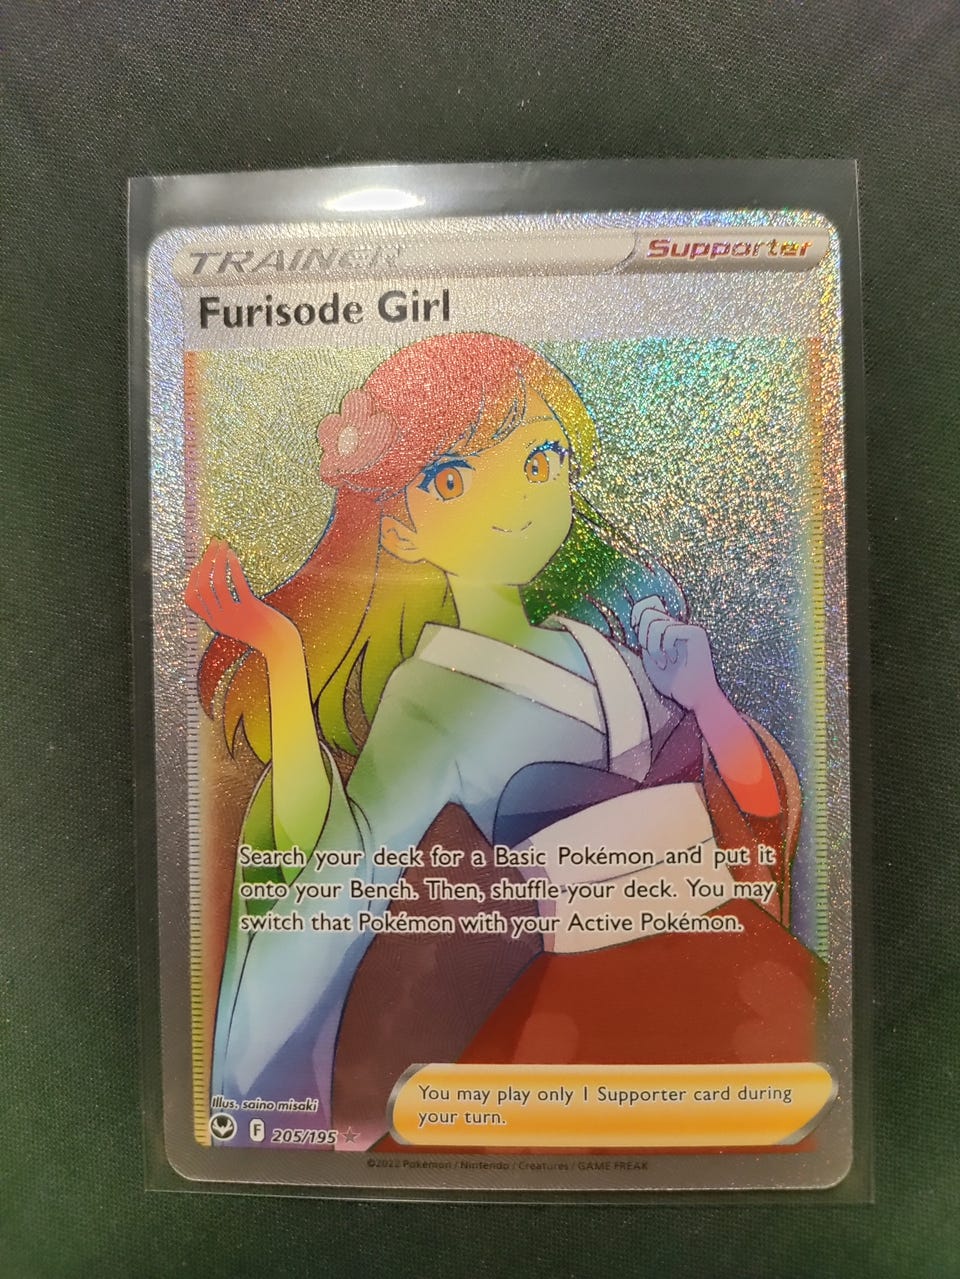 TRAINER
Supporter
Furisode Girl
Search your deck for a Basic Pokémon and put it
onto your Bench. Then, shuffle your deck. You may
switch that Pokémon with your Active Pokémon.
You may play only 1 Supporter card during
your turn.
Illus. saino misaki
F 205/195
©2022 Pokémon / Nintendo / Creatures / GAME FREAK